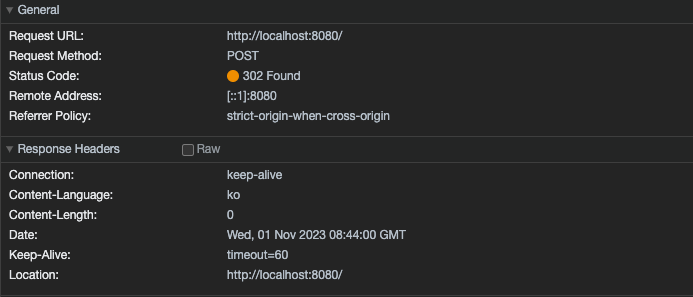 General
Request URL: http://localhost:8080/
Request Method: POST
Status Code: 302 Found
Remote Address: [::1]:8080
Referrer Policy: strict-origin-when-cross-origin
Response Headers Raw
Connection: keep-alive
Content-Language: ko
Content-Length: 0
Date: Wed, 01 Nov 2023 08:44:00 GMT
Keep-Alive: timeout=60
Location: http://localhost:8080/